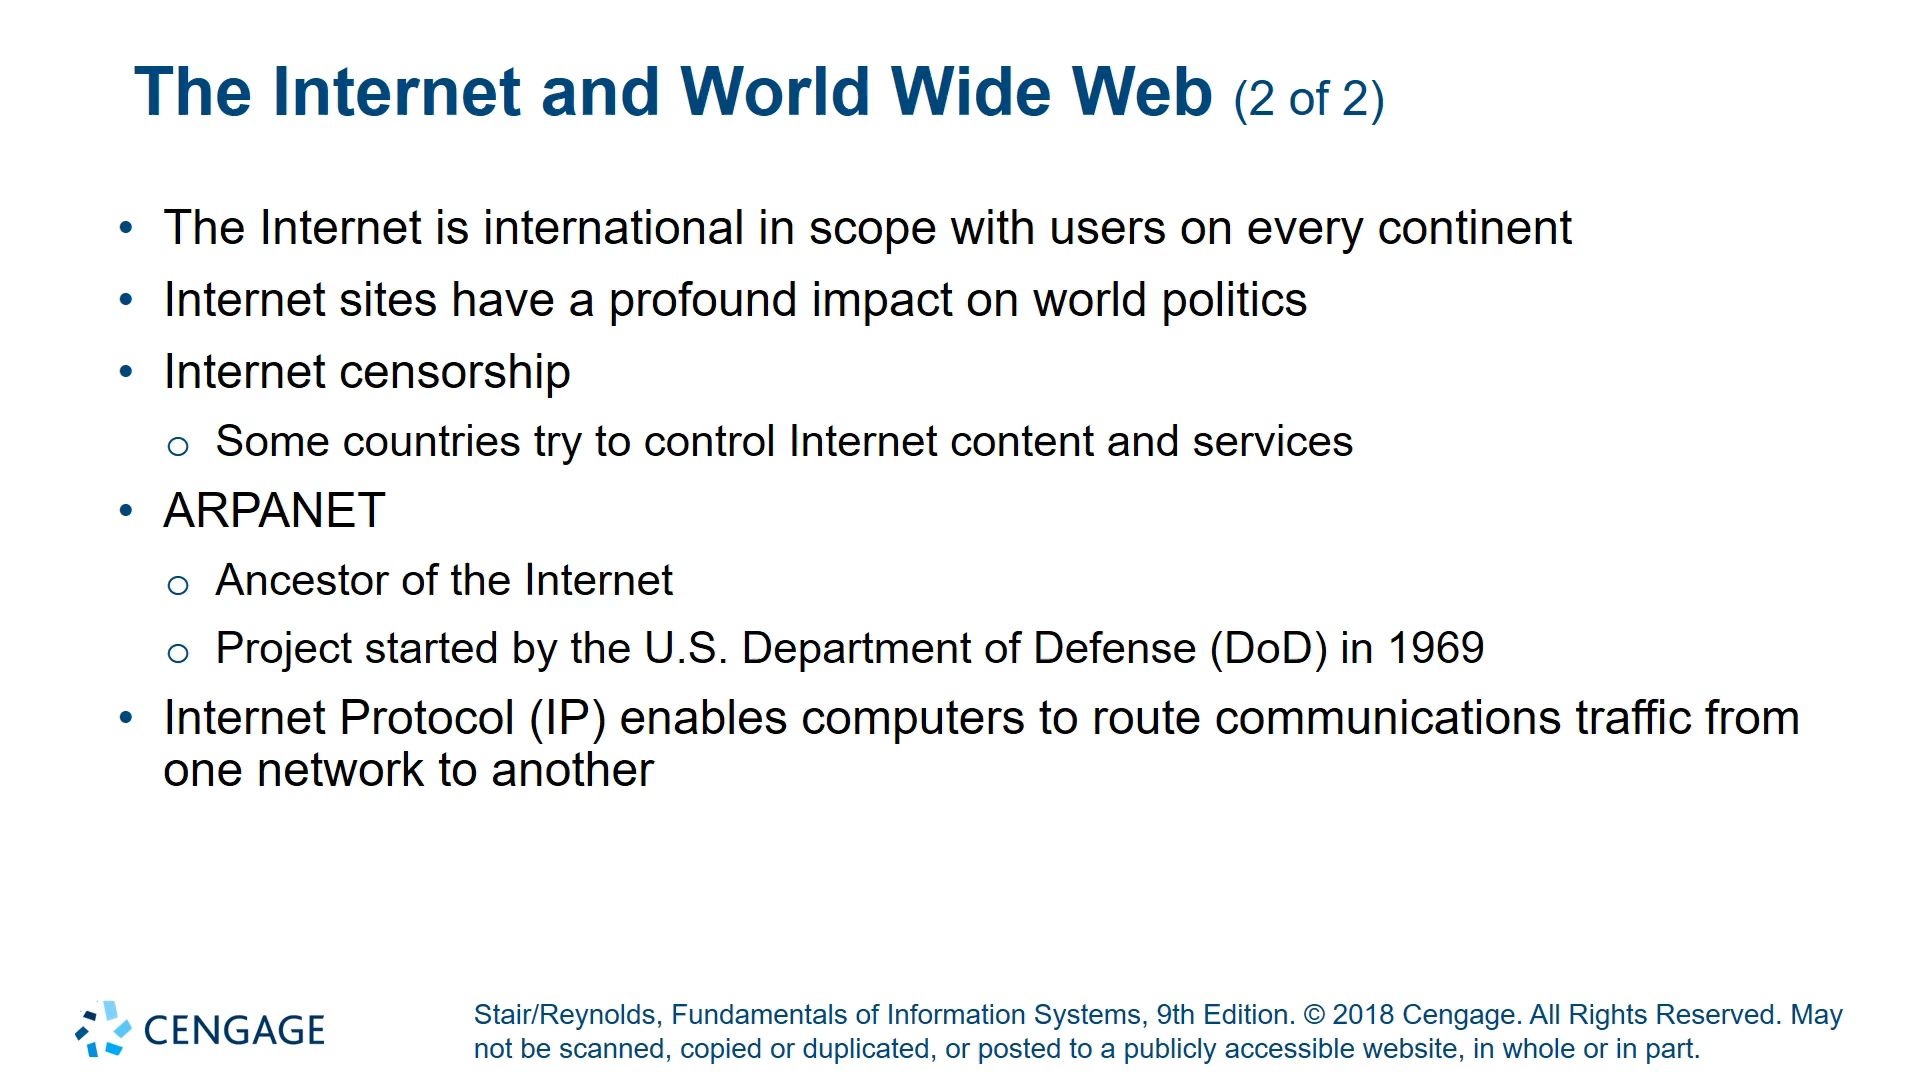 The Internet and World Wide Web (2 of 2)
• The Internet is international in scope with users on every continent
• Internet sites have a profound impact on world politics
• Internet censorship
o Some countries try to control Internet content and services
• ARPANET
o Ancestor of the Internet
o Project started by the U.S. Department of Defense (DoD) in 1969
• Internet Protocol (IP) enables computers to route communications traffic from
one network to another
CENGAGE
Stair/Reynolds, Fundamentals of Information Systems, 9th Edition. © 2018 Cengage. All Rights Reserved. May
not be scanned, copied or duplicated, or posted to a publicly accessible website, in whole or in part.